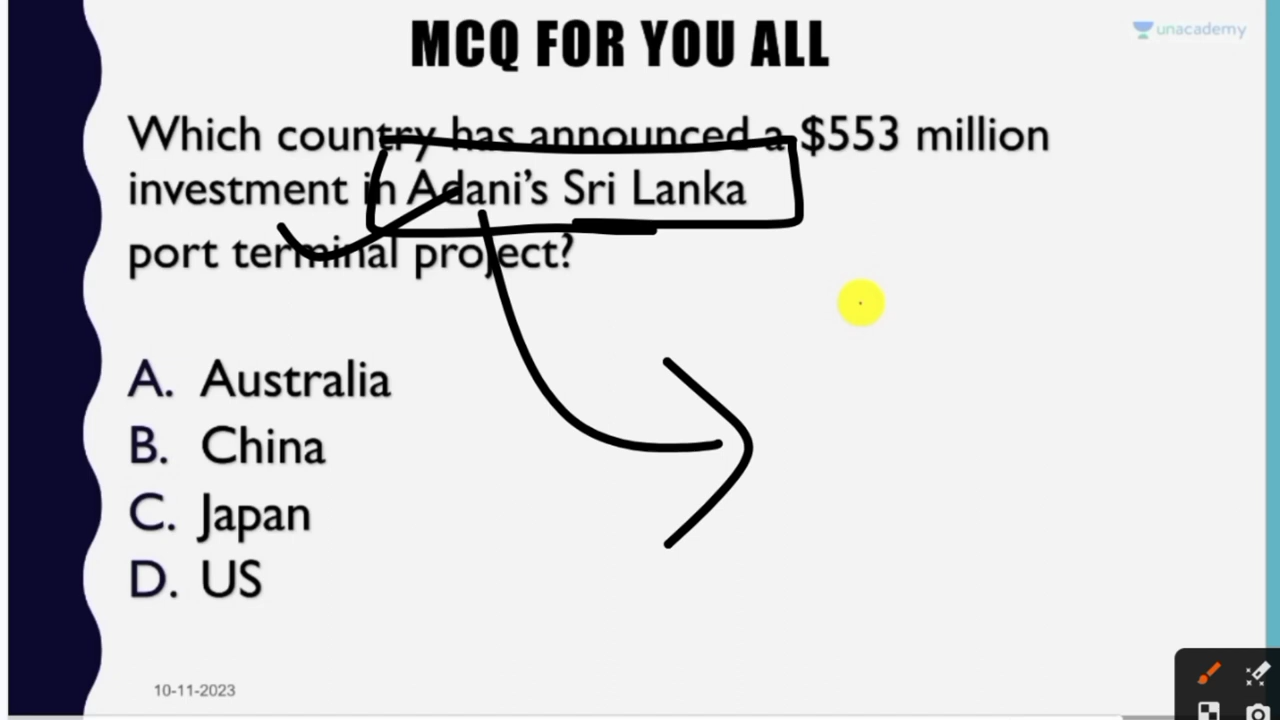 MCQ FOR YOU ALL
unacademy
Which country has announced a $553 million
investment in Adani's Sri Lanka
port terminal project?
A. Australia
B. China
C. Japan
D. US
10-11-2023